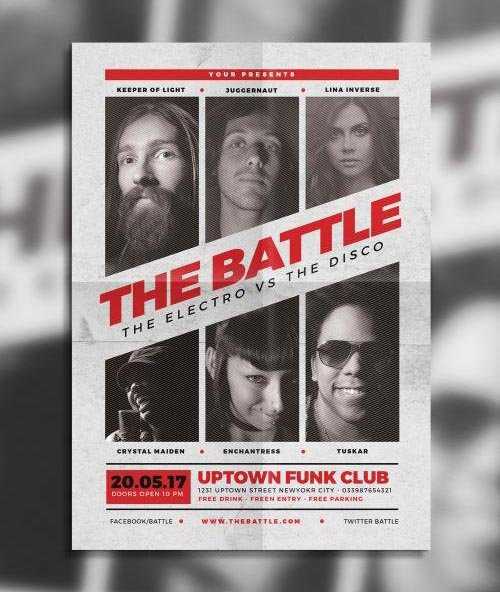 YOUR PRESENTS
KEEPER OF LIGHT • JUGGERNAUT • LINA INVERSE
THE BATTLE
THE ELECTRO VS THE DISCO
CRYSTAL MAIDEN • ENCHANTRESS • TUSKAR
20.05.17
DOORS OPEN 10 PM
UPTOWN FUNK CLUB
1231 UPTOWN STREET NEWYOKR CITY - 033987654321
FREE DRINK - FREEN ENTRY - FREE PARKING
FACEBOOK/BATTLE • WWW.THEBATTLE.COM • TWITTER BATTLE